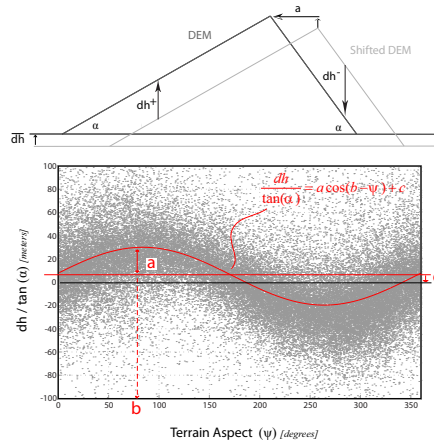 a
DEM
Shifted DEM
dh⁺
dh⁻
α
α
dh
dh / tan(α) = a cos(b - ψ) + c
dh / tan (α) [meters]
100
80
60
40
20
0
-20
-40
-60
-80
-100
a
b
0
50
100
150
200
250
300
350
Terrain Aspect (ψ) [degrees]